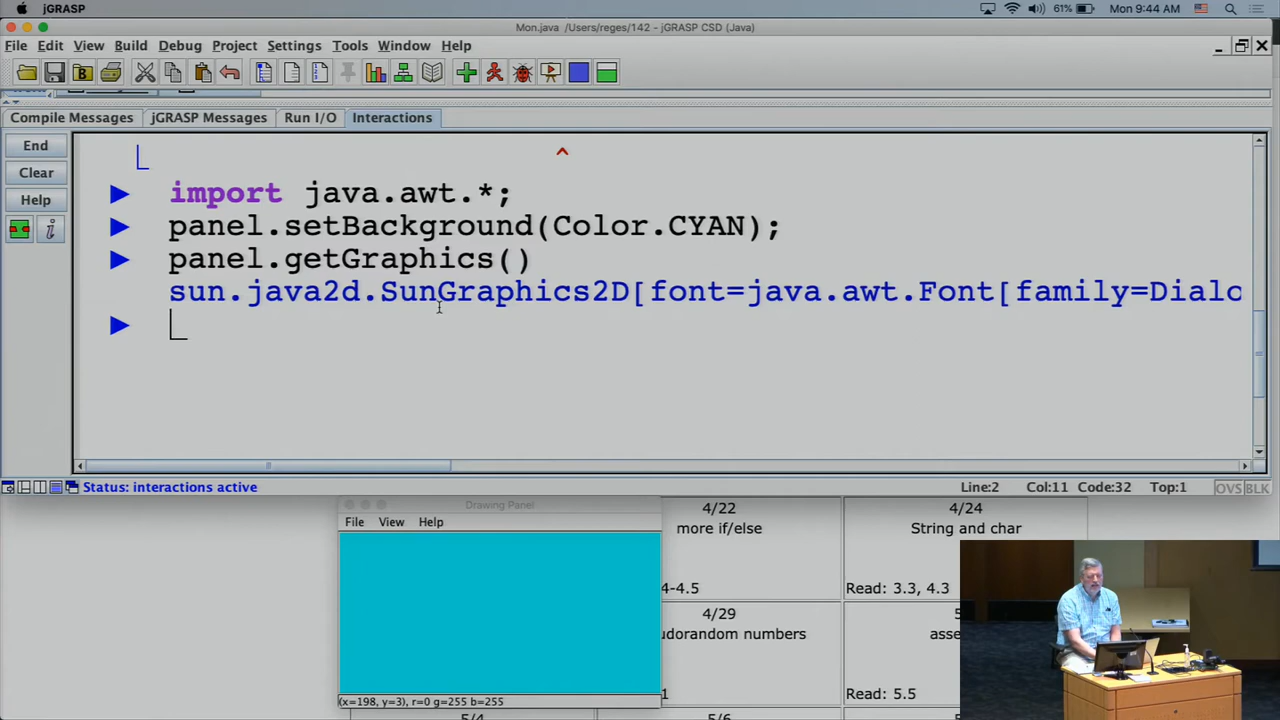 jGRASP
61%
Mon 9:44 AM
Mon.java /Users/reges/142 - jGRASP CSD (Java)
File Edit View Build Debug Project Settings Tools Window Help
Compile Messages jGRASP Messages Run I/O Interactions
End
Clear
Help
import java.awt.*;
panel.setBackground(Color.CYAN);
panel.getGraphics()
sun.java2d.SunGraphics2D[font=java.awt.Font[family=Dialo
Status: interactions active
Line:2 Col:11 Code:32 Top:1
OVS BLK
Drawing Panel
File View Help
(x=198, y=3), r=0 g=255 b=255
4/22
more if/else
4-4.5
4/24
String and char
Read: 3.3, 4.3
4/29
udorandom numbers
1
asse
Read: 5.5
5/4
5/6